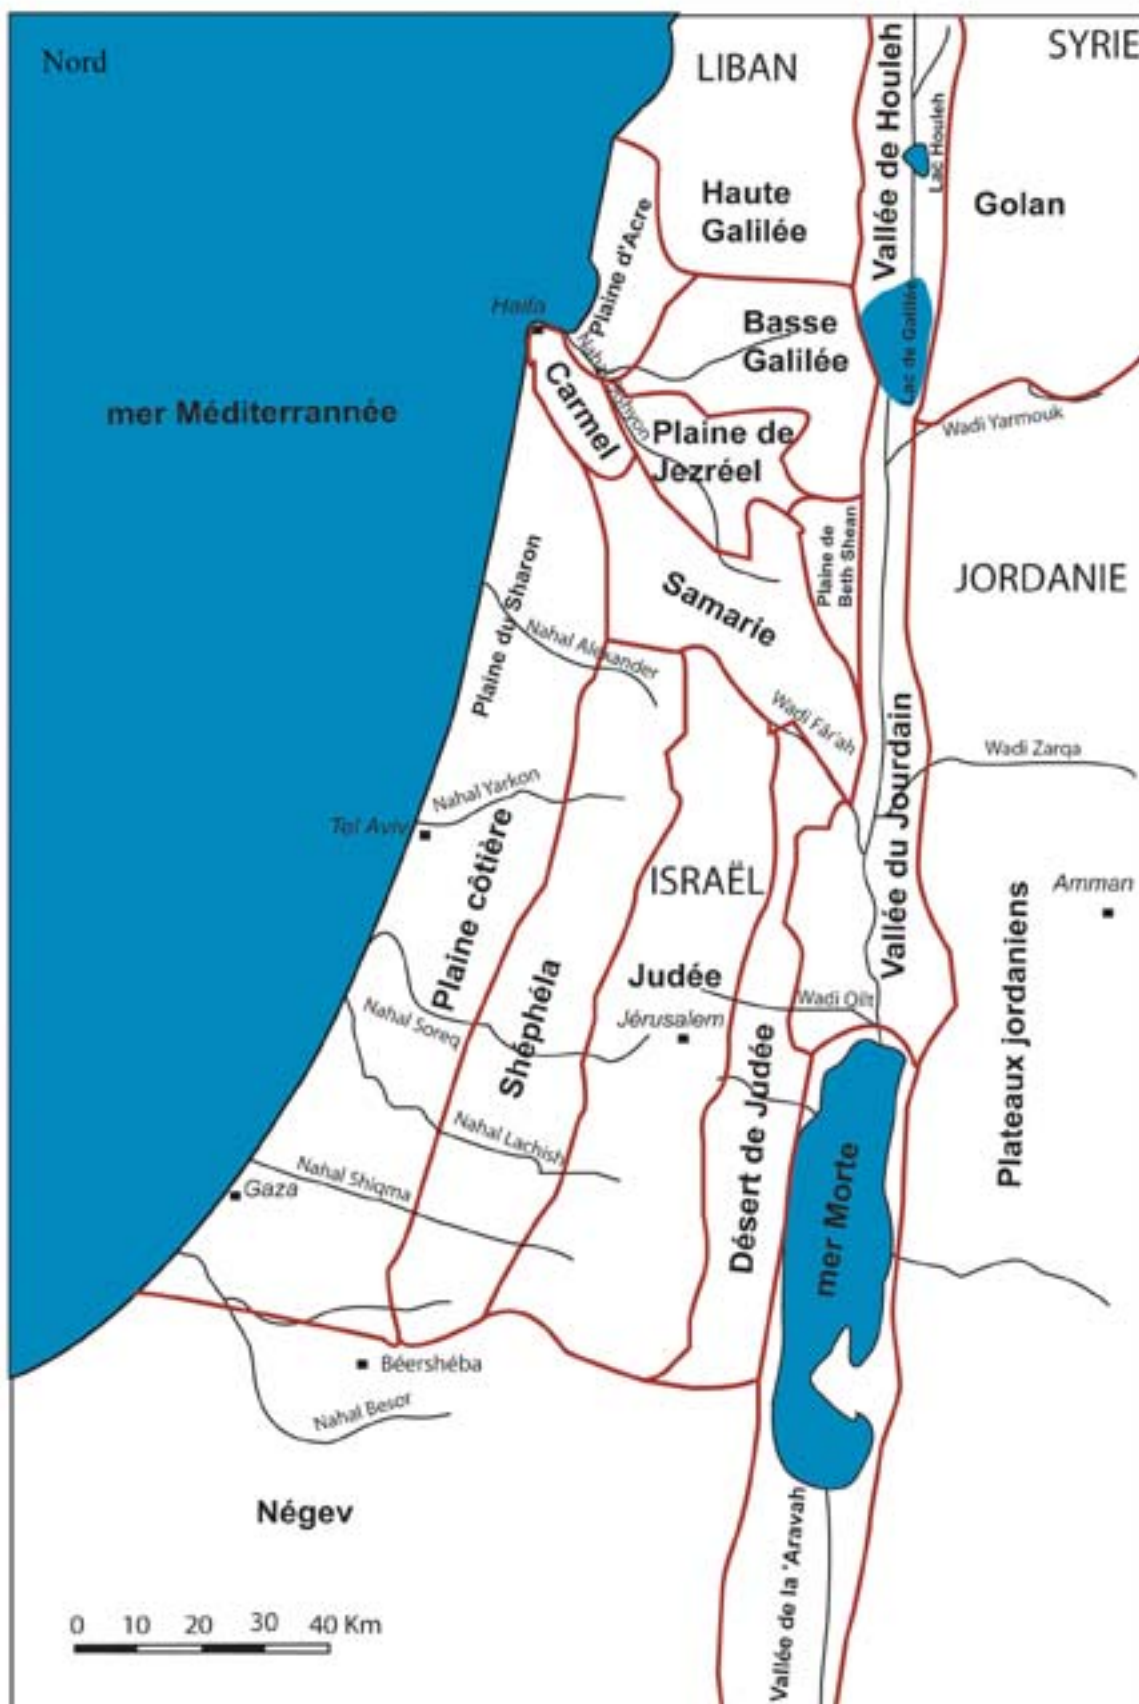 Nord
LIBAN
SYRIE
Vallée de Houleh
Lac Houleh
Haute
Galilée
Golan
Plaine d'Acre
Haifa
Basse
Galilée
Lac de Galilée
mer Méditerrannée
Carmel
Plaine de
Jezréel
Wadi Yarmouk
Plaine de
Beth Shean
JORDANIE
Samarie
Plaine du Sharon
Nahal Alexander
Wadi Fâr'ah
Vallée du Jourdain
Wadi Zarqa
Nahal Yarkon
Tel Aviv
Plaine côtière
ISRAËL
Amman
Judée
Jérusalem
Wadi Qilt
Shéphéla
Nahal Soreq
Désert de Judée
Plateaux jordaniens
Nahal Lachish
Nahal Shiqma
Gaza
mer Morte
Béershéba
Nahal Besor
Négev
Vallée de la 'Aravah
0 10 20 30 40 Km